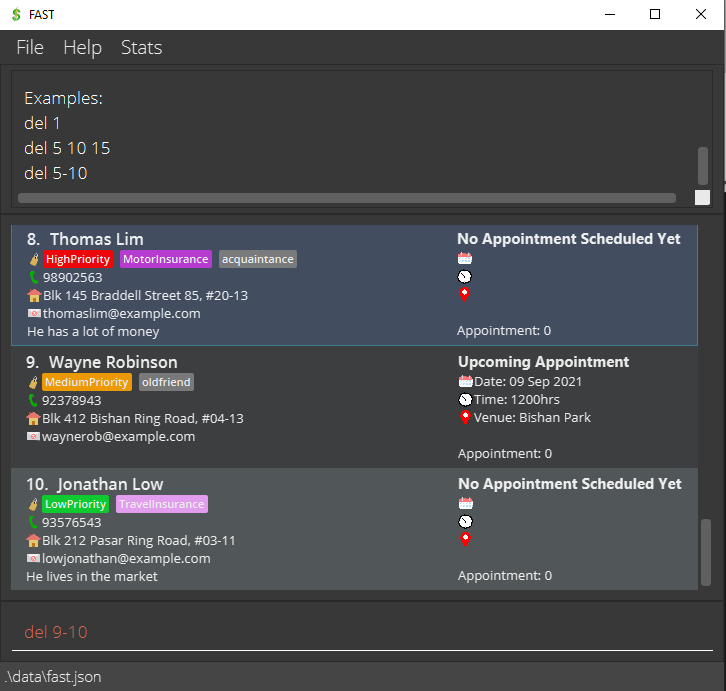 FAST
File Help Stats
Examples:
del 1
del 5 10 15
del 5-10
8. Thomas Lim
HighPriority MotorInsurance acquaintance
98902563
Blk 145 Braddell Street 85, #20-13
thomaslim@example.com
He has a lot of money
No Appointment Scheduled Yet
Appointment: 0
9. Wayne Robinson
MediumPriority oldfriend
92378943
Blk 412 Bishan Ring Road, #04-13
waynerob@example.com
Upcoming Appointment
Date: 09 Sep 2021
Time: 1200hrs
Venue: Bishan Park
Appointment: 0
10. Jonathan Low
LowPriority TravelInsurance
93576543
Blk 212 Pasar Ring Road, #03-11
lowjonathan@example.com
He lives in the market
No Appointment Scheduled Yet
Appointment: 0
del 9-10
.\data\fast.json